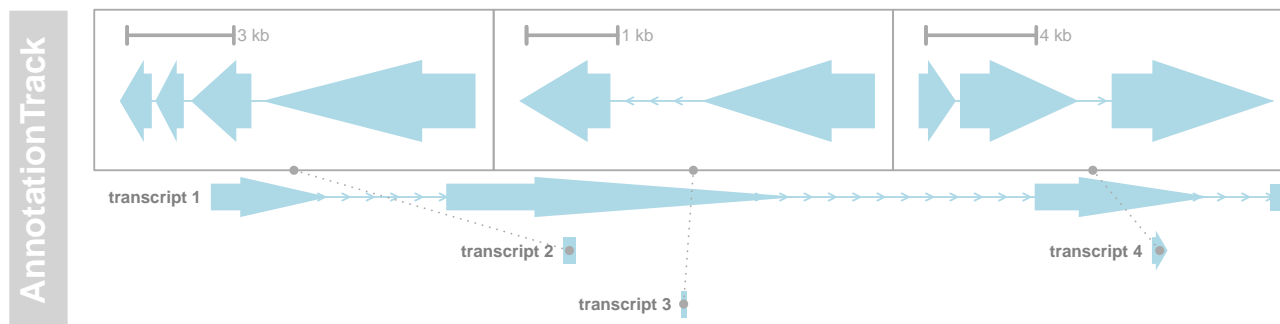 AnnotationTrack
3 kb
1 kb
4 kb
transcript 1
transcript 2
transcript 4
transcript 3